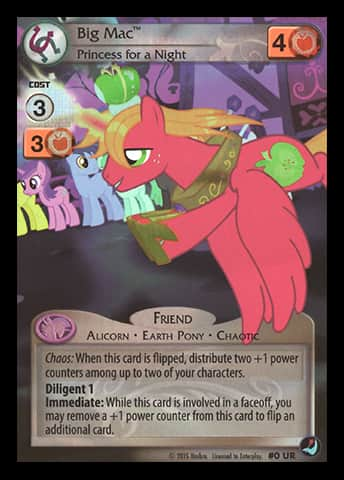 Big Mac™
Princess for a Night
4
COST
3
3
FRIEND
ALICORN • EARTH PONY • CHAOTIC
Chaos: When this card is flipped, distribute two +1 power
counters among up to two of your characters.
Diligent 1
Immediate: While this card is involved in a faceoff, you
may remove a +1 power counter from this card to flip an
additional card.
© 2015 Hasbro. Licensed to Enterplay.
#0 UR